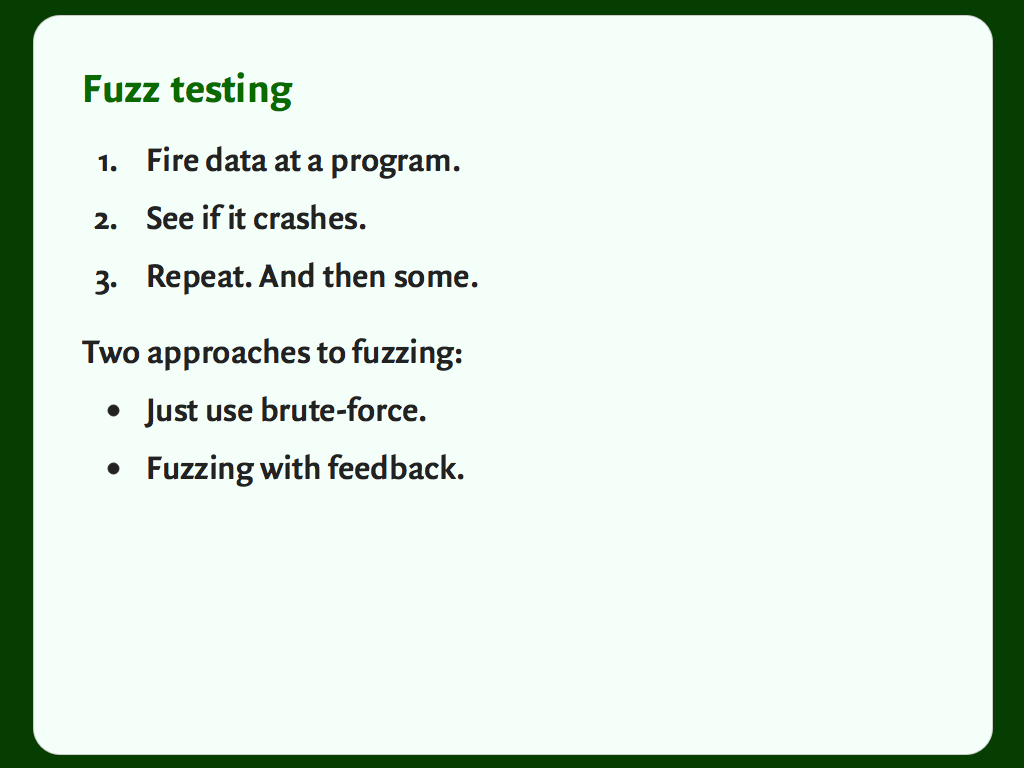 Fuzz testing
1. Fire data at a program.
2. See if it crashes.
3. Repeat. And then some.
Two approaches to fuzzing:
• Just use brute-force.
• Fuzzing with feedback.